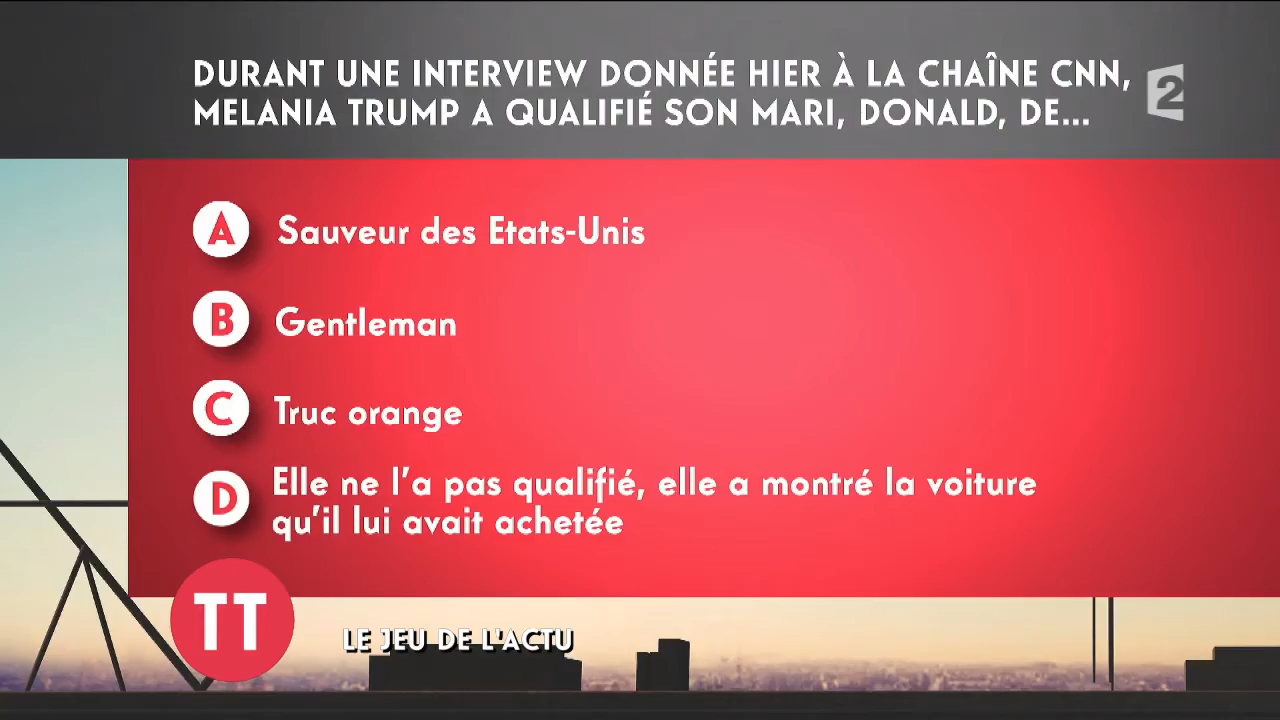 DURANT UNE INTERVIEW DONNÉE HIER À LA CHAÎNE CNN,
MELANIA TRUMP A QUALIFIÉ SON MARI, DONALD, DE...
2
A Sauveur des Etats-Unis
B Gentleman
C Truc orange
D Elle ne l'a pas qualifié, elle a montré la voiture
qu'il lui avait achetée
TT
LE JEU DE L'ACTU